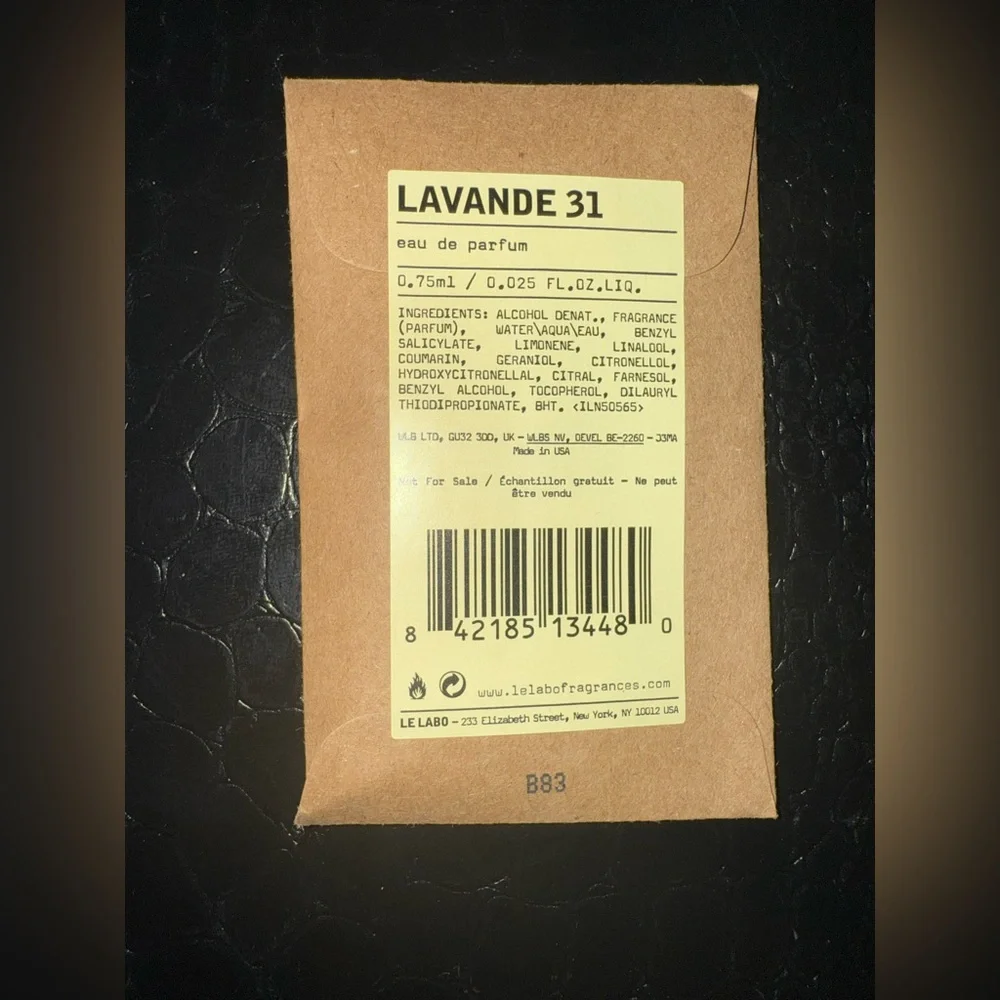 LAVANDE 31
eau de parfum
0.75ml / 0.025 FL.OZ.LIQ.
INGREDIENTS: ALCOHOL DENAT., FRAGRANCE
(PARFUM), WATER\AQUA\EAU, BENZYL
SALICYLATE, LIMONENE, LINALOOL,
COUMARIN, GERANIOL, CITRONELLOL,
HYDROXYCITRONELLAL, CITRAL, FARNESOL,
BENZYL ALCOHOL, TOCOPHEROL, DILAURYL
THIODIPROPIONATE, BHT. <ILN50565>
LTD, GU32 3QD, UK – WLBS NV, OEVEL BE-2260 – J3MA
Made in USA
Not For Sale / Échantillon gratuit – Ne peut
être vendu
8 42185 13448 0
www.lelabofragrances.com
LE LABO – 233 Elizabeth Street, New York, NY 10012 USA
B83